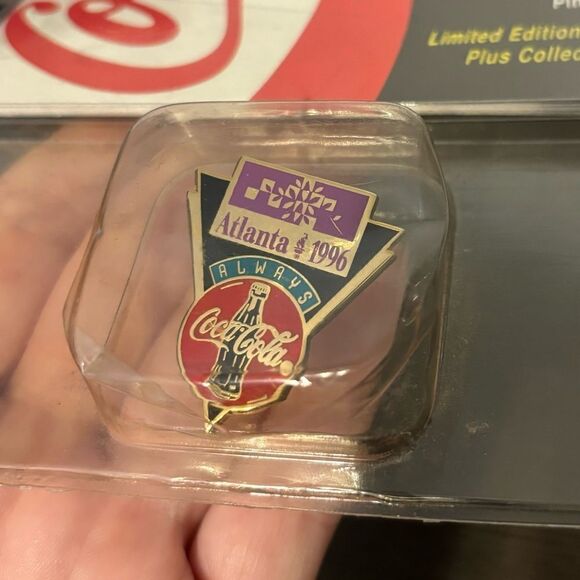 Limited Edition
Plus Collec
Atlanta 1996
ALWAYS
Coca-Cola